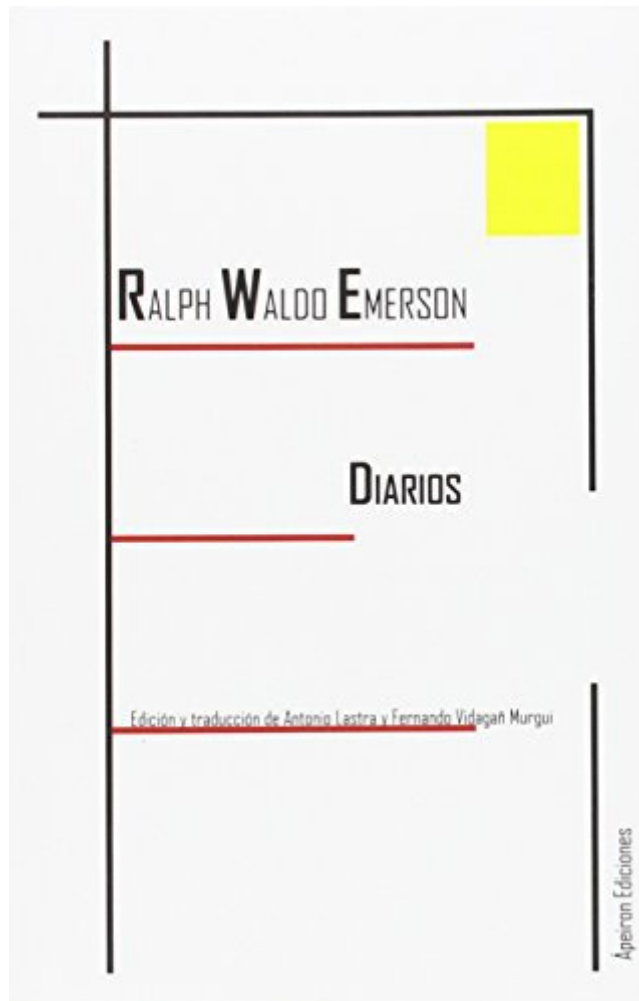 RALPH WALDO EMERSON
DIARIOS
Edición y traducción de Antonio Lastra y Fernando Vidagañ Murgui
Ápeiron Ediciones